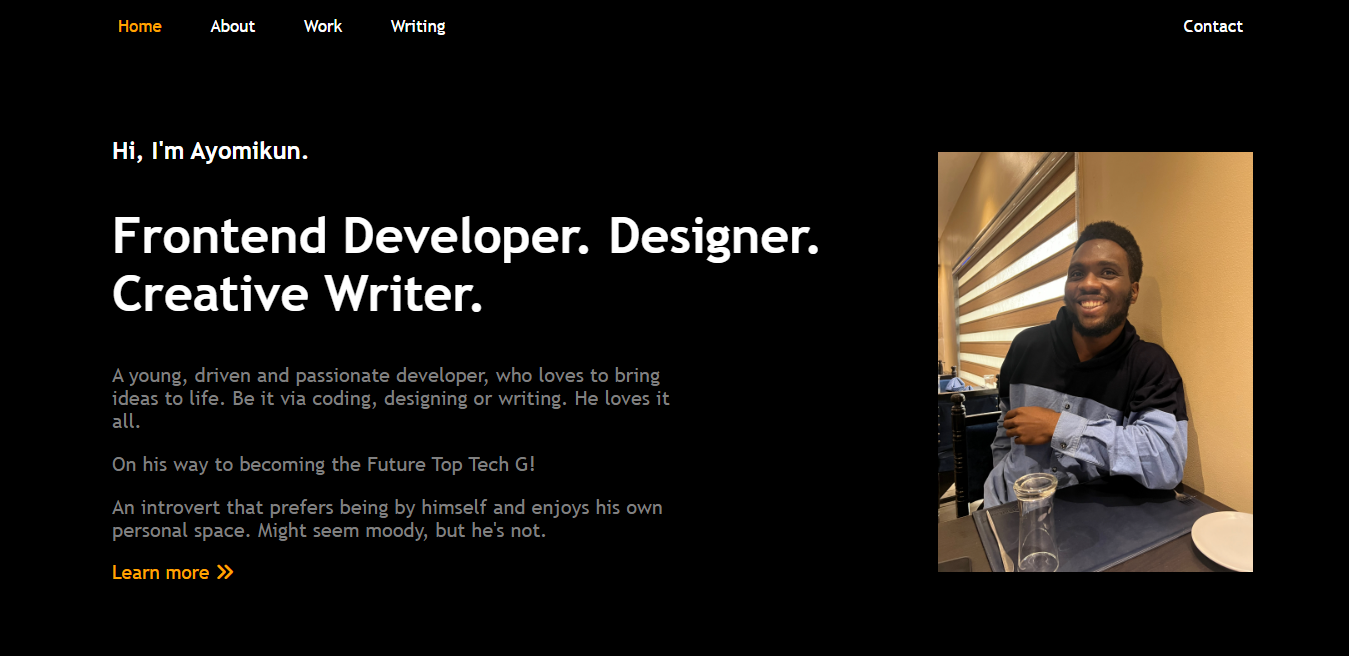 Home About Work Writing Contact
Hi, I'm Ayomikun.
Frontend Developer. Designer.
Creative Writer.
A young, driven and passionate developer, who loves to bring
ideas to life. Be it via coding, designing or writing. He loves it
all.
On his way to becoming the Future Top Tech G!
An introvert that prefers being by himself and enjoys his own
personal space. Might seem moody, but he's not.
Learn more »